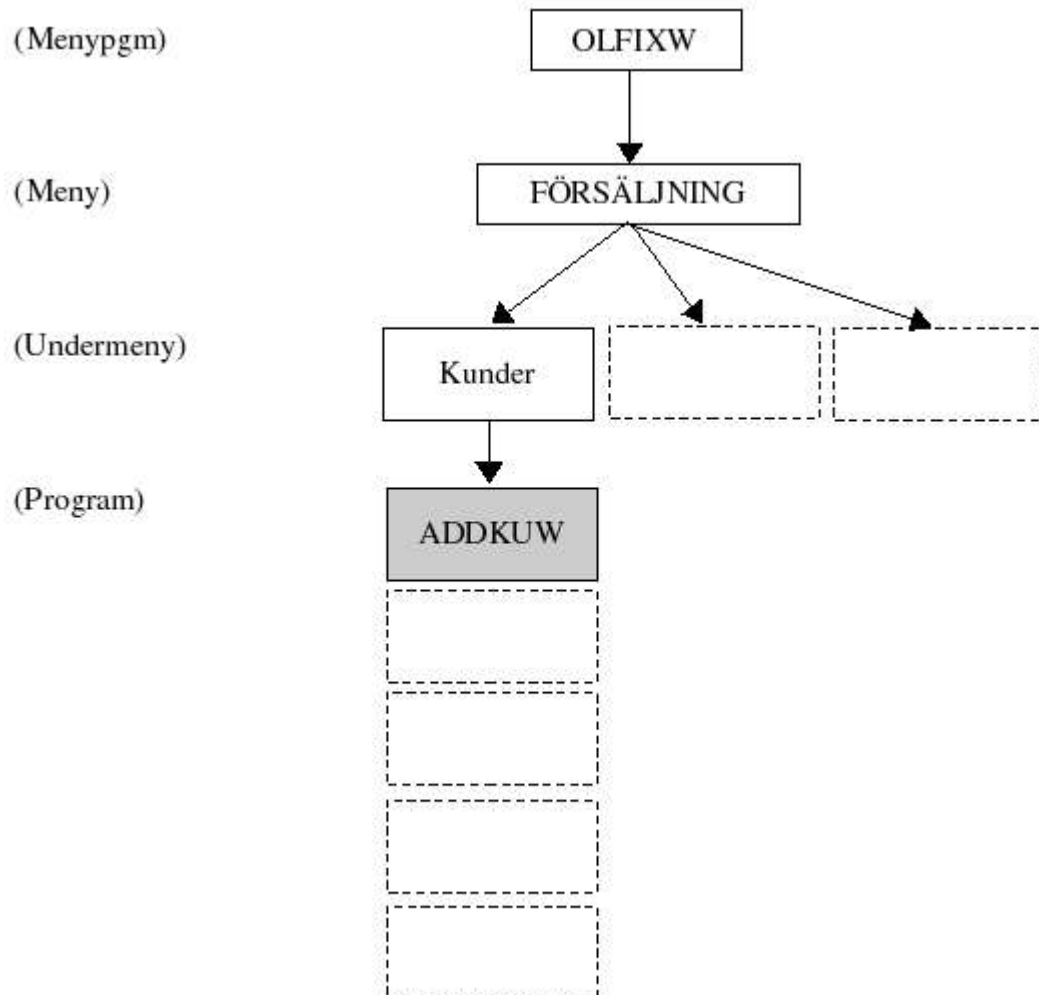 (Menypgm)
OLFIXW
(Meny)
FÖRSÄLJNING
(Undermeny)
Kunder
(Program)
ADDKUW